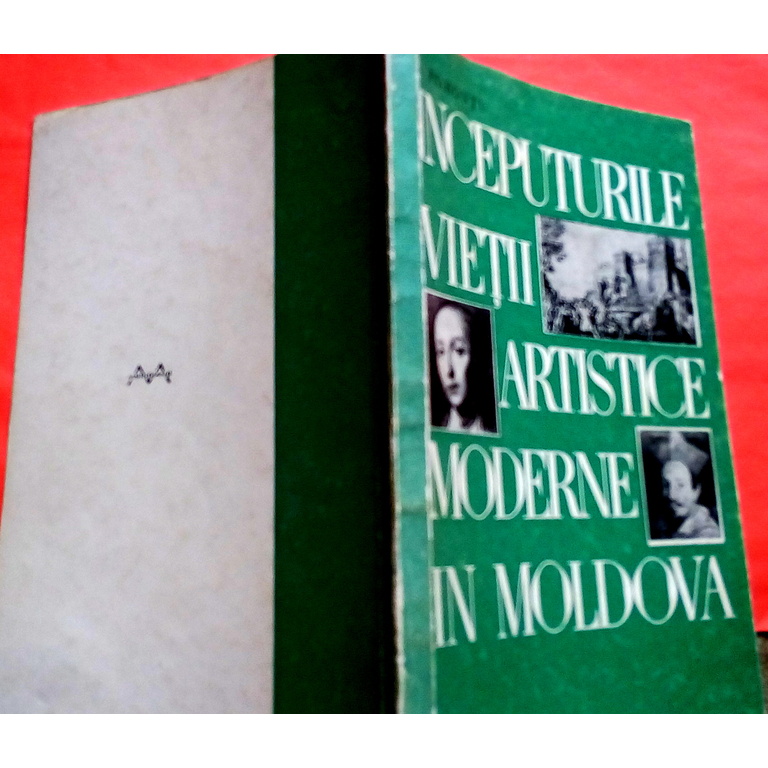 INCEPUTURILE
VIEȚII
ARTISTICE
MODERNE
IN MOLDOVA